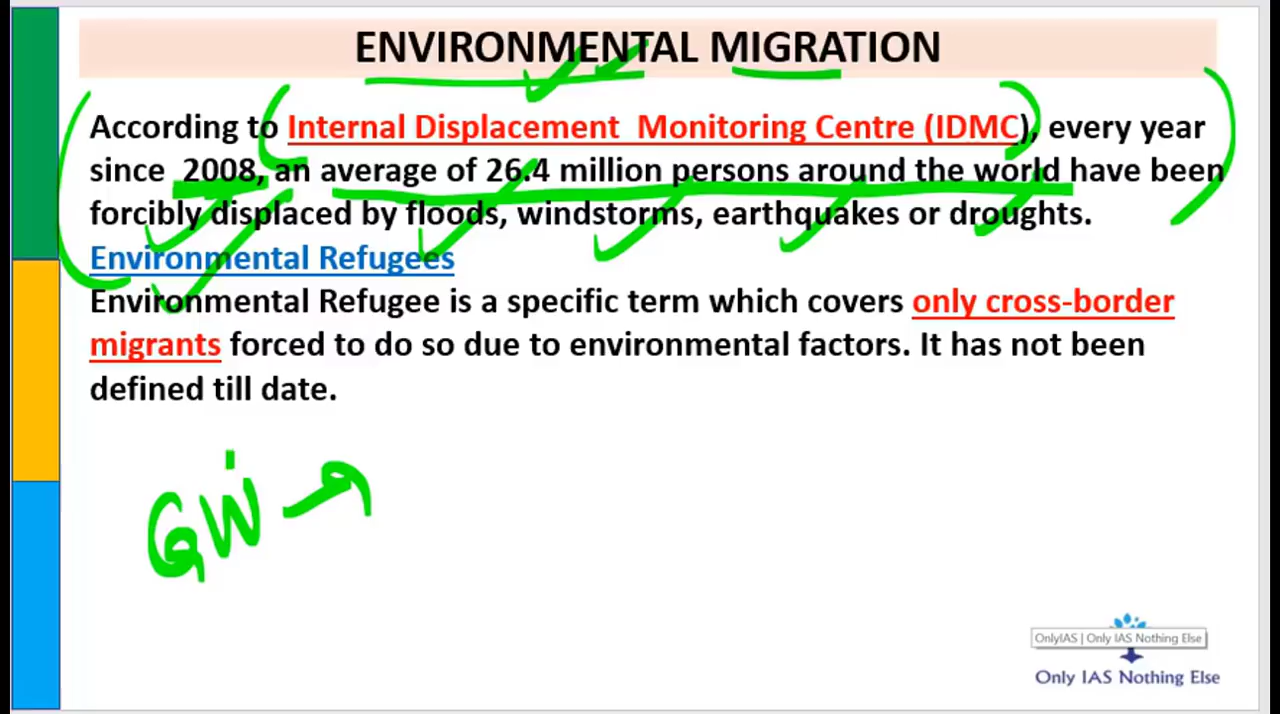 ENVIRONMENTAL MIGRATION
According to Internal Displacement Monitoring Centre (IDMC), every year
since 2008, an average of 26.4 million persons around the world have been
forcibly displaced by floods, windstorms, earthquakes or droughts.
Environmental Refugees
Environmental Refugee is a specific term which covers only cross-border
migrants forced to do so due to environmental factors. It has not been
defined till date.
GW →
OnlyIAS | Only IAS Nothing Else
Only IAS Nothing Else